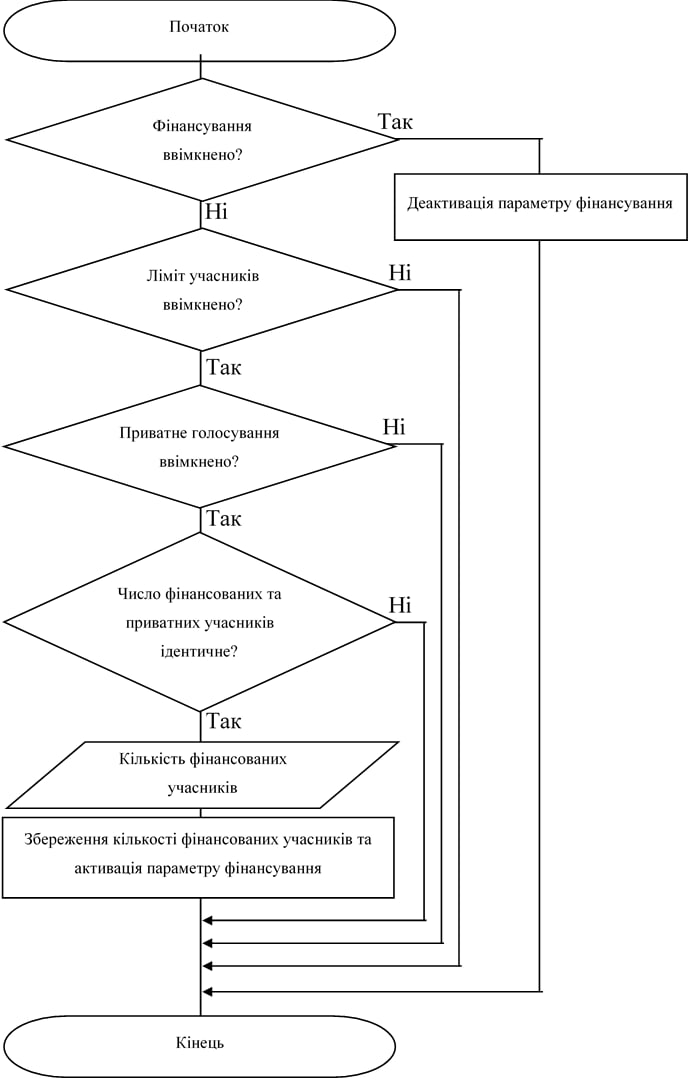 Початок
Фінансування
ввімкнено?
Так
Деактивація параметру фінансування
Ні
Ліміт учасників
ввімкнено?
Ні
Так
Приватне голосування
ввімкнено?
Ні
Так
Число фінансованих та
приватних учасників
ідентичне?
Ні
Так
Кількість фінансованих
учасників
Збереження кількості фінансованих учасників та
активація параметру фінансування
Кінець